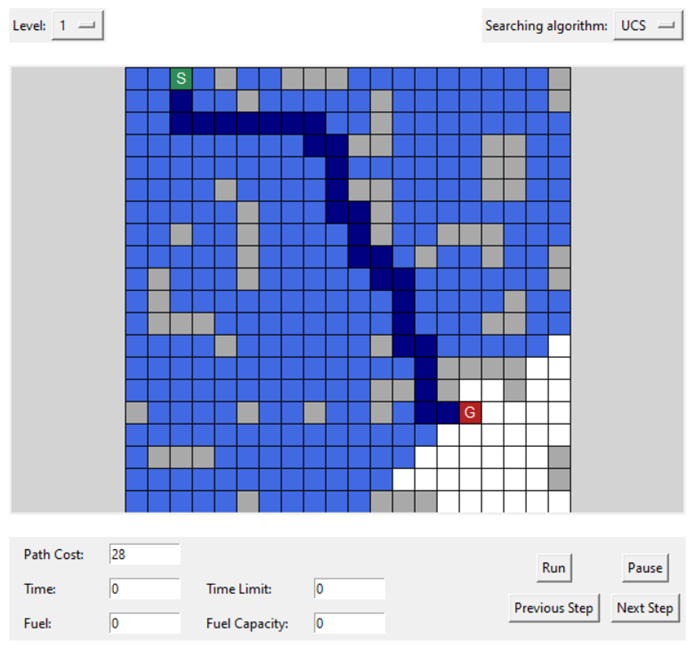 Level: 1 Searching algorithm: UCS
S
G
Path Cost: 28
Run Pause
Time: 0 Time Limit: 0
Previous Step Next Step
Fuel: 0 Fuel Capacity: 0